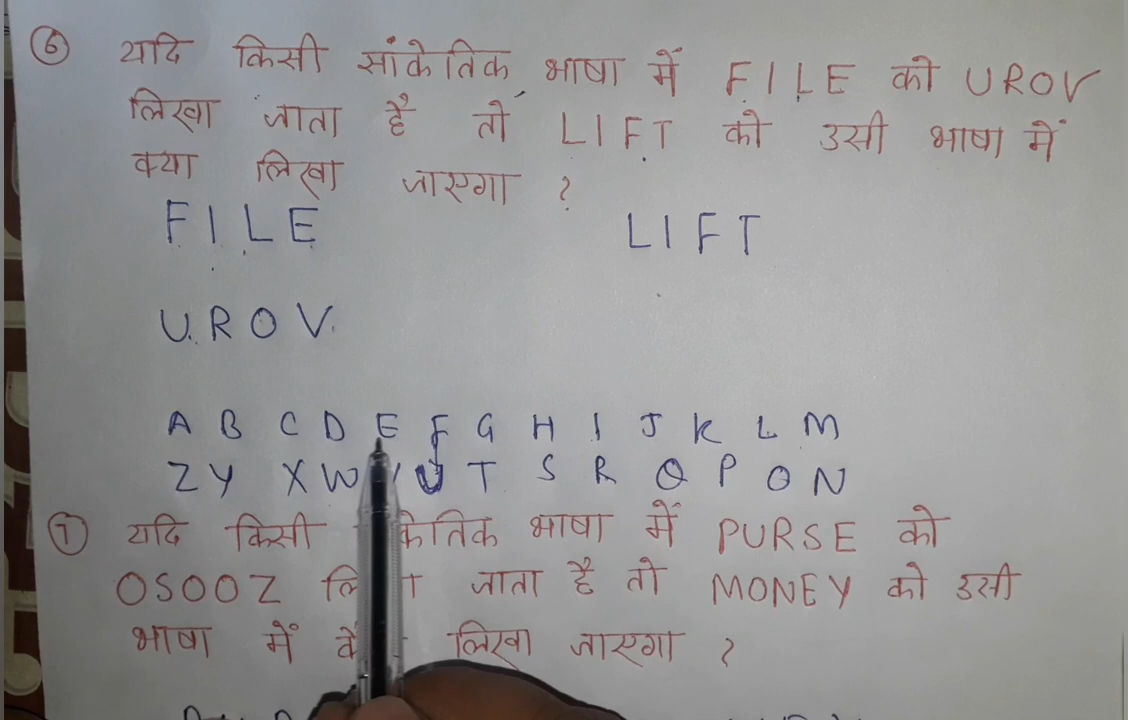 ⑥ यदि किसी सांकेतिक भाषा में FILE को UROV
लिखा जाता है तो LIFT को उसी भाषा में
क्या लिखा जाएगा ?
FILE LIFT
UROV
A B C D E F G H I J K L M
Z Y X W U T S R Q P O N
⑦ यदि किसी भाषा में PURSE को
OSOOZ जाता है तो MONEY को उसी
भाषा में लिखा जाएगा ?